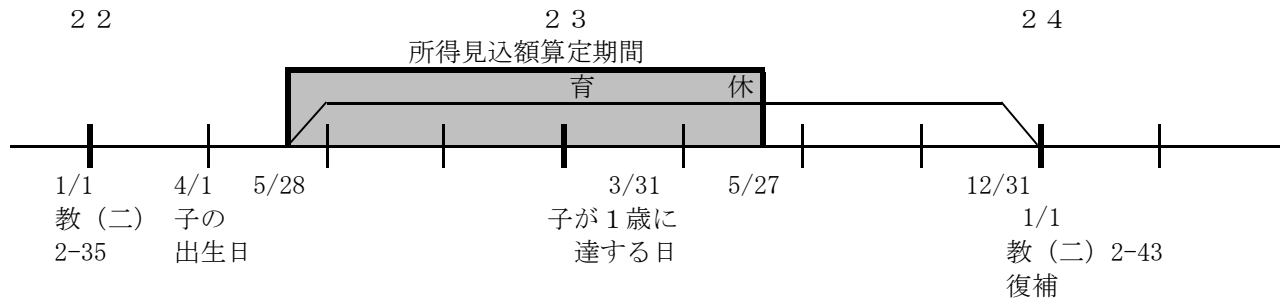 ２２ ２３ ２４
所得見込額算定期間
育 休
1/1 4/1 5/28 3/31 5/27 12/31
教（二） 子の 子が１歳に 1/1
2-35 出生日 達する日 教（二）2-43
復補